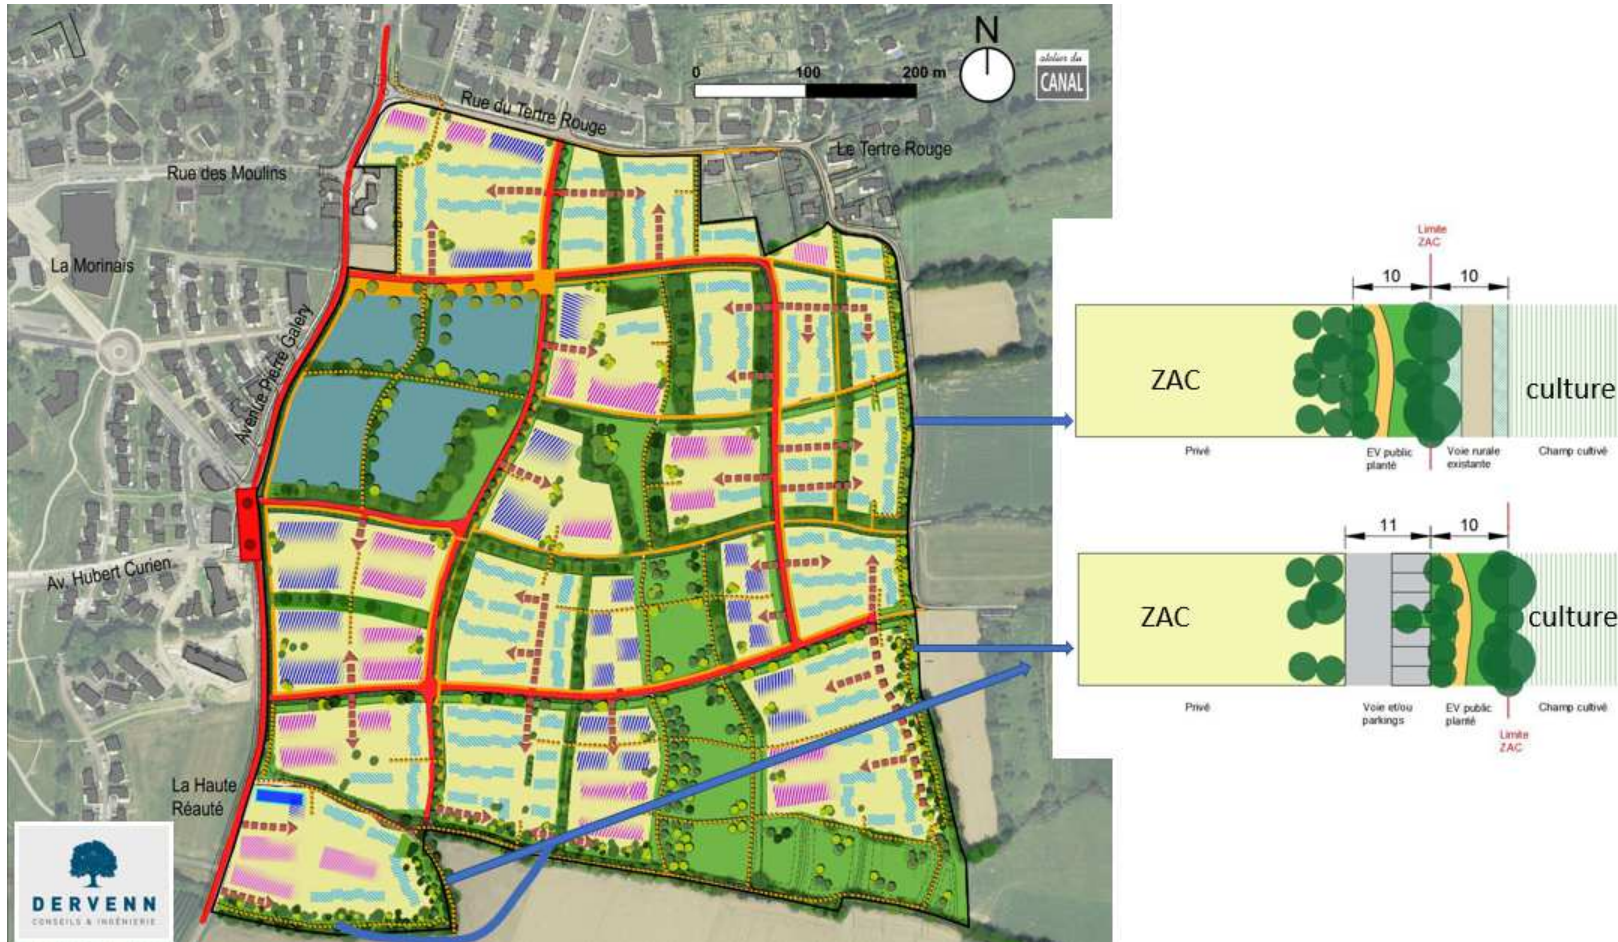 N
0 100 200 m
atelier du
CANAL
Rue du Tertre Rouge
Le Tertre Rouge
Rue des Moulins
La Morinais
Avenue Pierre Galery
Av. Hubert Curien
La Haute
Réauté
DERVENN
CONSEILS & INGÉNIERIE
Limite
ZAC
10 10
ZAC
culture
Privé
EV public
planté
Voie rurale
existante
Champ cultivé
11 10
ZAC
culture
Privé
Voie et/ou
parkings
EV public
planté
Champ cultivé
Limite
ZAC